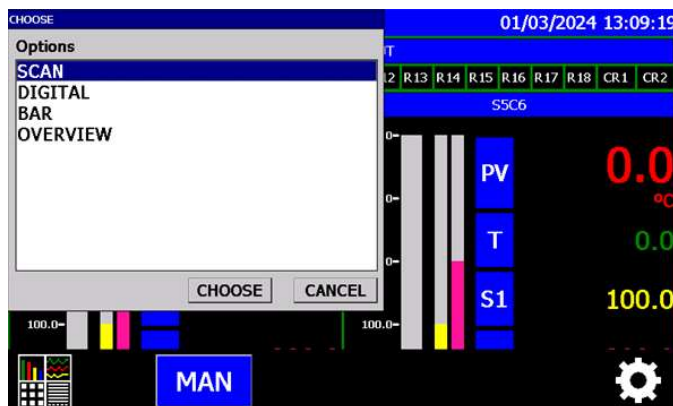 CHOOSE
01/03/2024 13:09:19
Options
SCAN
DIGITAL
BAR
OVERVIEW
R13 R14 R15 R16 R17 R18 CR1 CR2
S5C6
PV
0.0
ºC
T
0.0
CHOOSE
CANCEL
S1
100.0
100.0-
100.0-
MAN